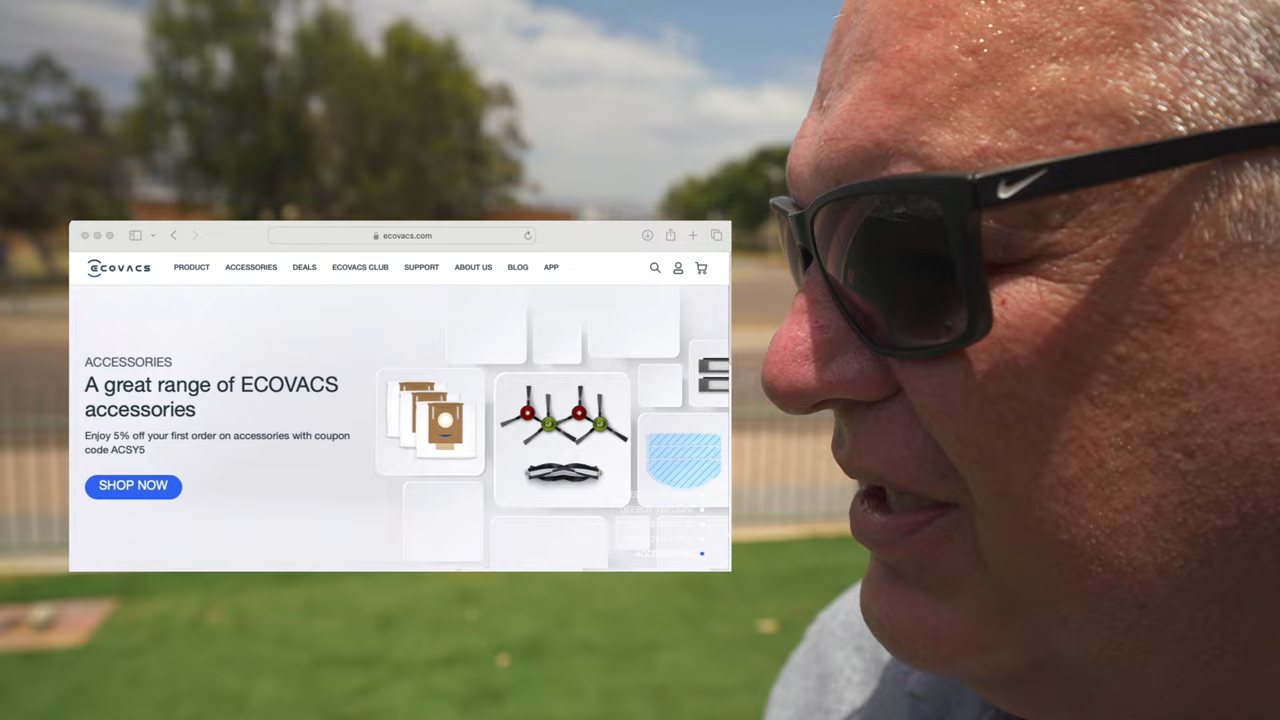 ecovacs.com
ECOVACS
PRODUCT ACCESSORIES DEALS ECOVACS CLUB SUPPORT ABOUT US BLOG APP
ACCESSORIES
A great range of ECOVACS
accessories
Enjoy 5% off your first order on accessories with coupon
code ACSY5
SHOP NOW